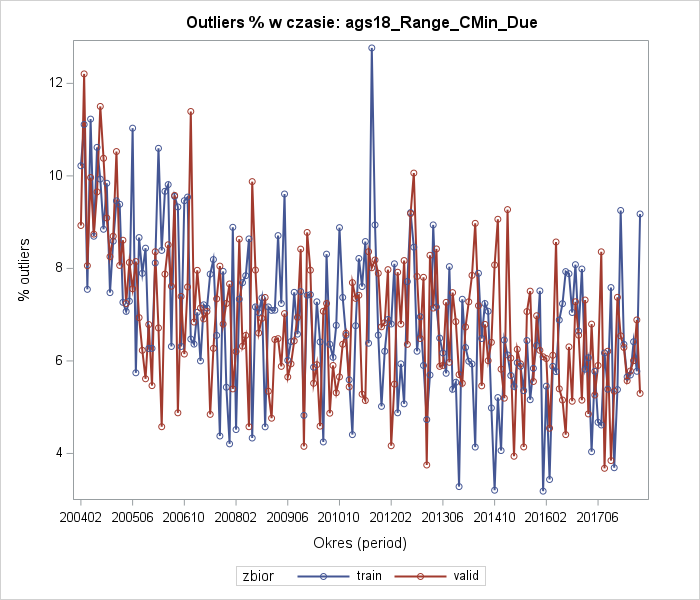 Outliers % w czasie: ags18_Range_CMin_Due
% outliers
12
10
8
6
4
200402 200506 200610 200802 200906 201010 201202 201306 201410 201602 201706
Okres (period)
zbior train valid